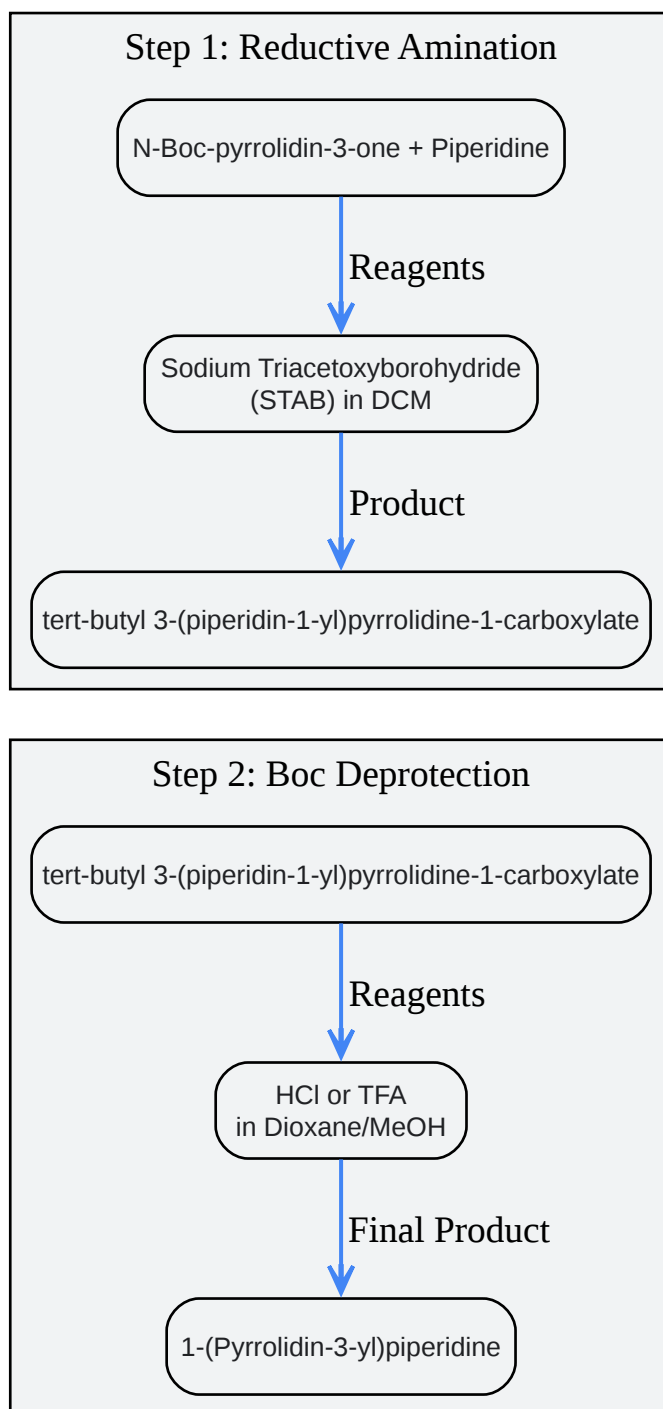 Step 1: Reductive Amination
N-Boc-pyrrolidin-3-one + Piperidine
Reagents
Sodium Triacetoxyborohydride
(STAB) in DCM
Product
tert-butyl 3-(piperidin-1-yl)pyrrolidine-1-carboxylate
Step 2: Boc Deprotection
tert-butyl 3-(piperidin-1-yl)pyrrolidine-1-carboxylate
Reagents
HCl or TFA
in Dioxane/MeOH
Final Product
1-(Pyrrolidin-3-yl)piperidine